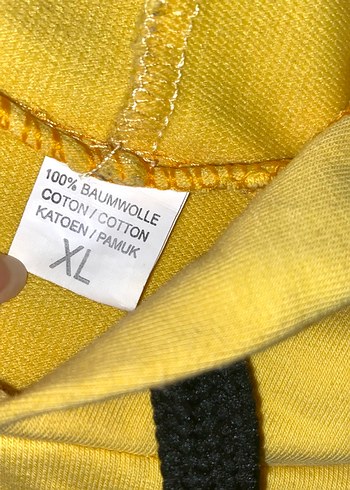 100% BAUMWOLLE
COTON / COTTON
KATOEN / PAMUK
XL